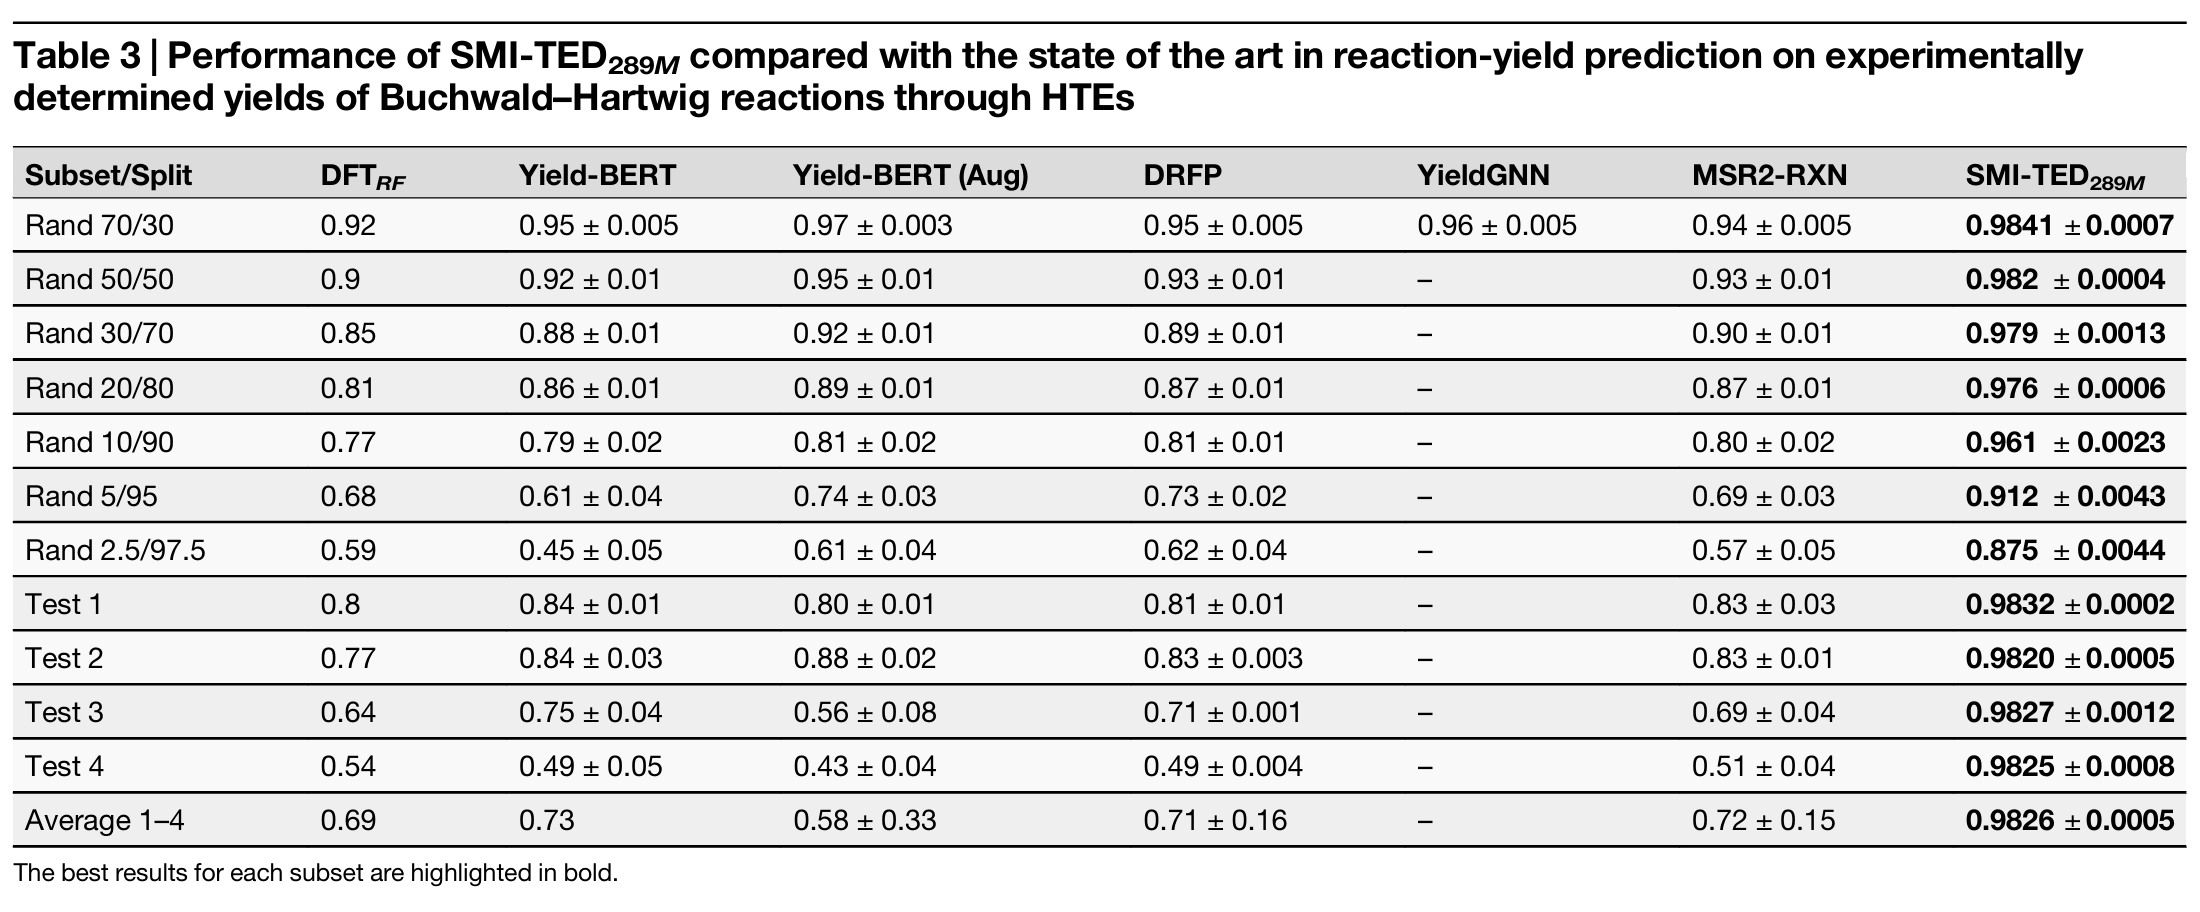 Table 3 | Performance of SMI-TED289M compared with the state of the art in reaction-yield prediction on experimentally
determined yields of Buchwald–Hartwig reactions through HTEs
Subset/Split DFTRF Yield-BERT Yield-BERT (Aug) DRFP YieldGNN MSR2-RXN SMI-TED289M
Rand 70/30 0.92 0.95 ± 0.005 0.97 ± 0.003 0.95 ± 0.005 0.96 ± 0.005 0.94 ± 0.005 0.9841 ± 0.0007
Rand 50/50 0.9 0.92 ± 0.01 0.95 ± 0.01 0.93 ± 0.01 – 0.93 ± 0.01 0.982 ± 0.0004
Rand 30/70 0.85 0.88 ± 0.01 0.92 ± 0.01 0.89 ± 0.01 – 0.90 ± 0.01 0.979 ± 0.0013
Rand 20/80 0.81 0.86 ± 0.01 0.89 ± 0.01 0.87 ± 0.01 – 0.87 ± 0.01 0.976 ± 0.0006
Rand 10/90 0.77 0.79 ± 0.02 0.81 ± 0.02 0.81 ± 0.01 – 0.80 ± 0.02 0.961 ± 0.0023
Rand 5/95 0.68 0.61 ± 0.04 0.74 ± 0.03 0.73 ± 0.02 – 0.69 ± 0.03 0.912 ± 0.0043
Rand 2.5/97.5 0.59 0.45 ± 0.05 0.61 ± 0.04 0.62 ± 0.04 – 0.57 ± 0.05 0.875 ± 0.0044
Test 1 0.8 0.84 ± 0.01 0.80 ± 0.01 0.81 ± 0.01 – 0.83 ± 0.03 0.9832 ± 0.0002
Test 2 0.77 0.84 ± 0.03 0.88 ± 0.02 0.83 ± 0.003 – 0.83 ± 0.01 0.9820 ± 0.0005
Test 3 0.64 0.75 ± 0.04 0.56 ± 0.08 0.71 ± 0.001 – 0.69 ± 0.04 0.9827 ± 0.0012
Test 4 0.54 0.49 ± 0.05 0.43 ± 0.04 0.49 ± 0.004 – 0.51 ± 0.04 0.9825 ± 0.0008
Average 1–4 0.69 0.73 0.58 ± 0.33 0.71 ± 0.16 – 0.72 ± 0.15 0.9826 ± 0.0005
The best results for each subset are highlighted in bold.